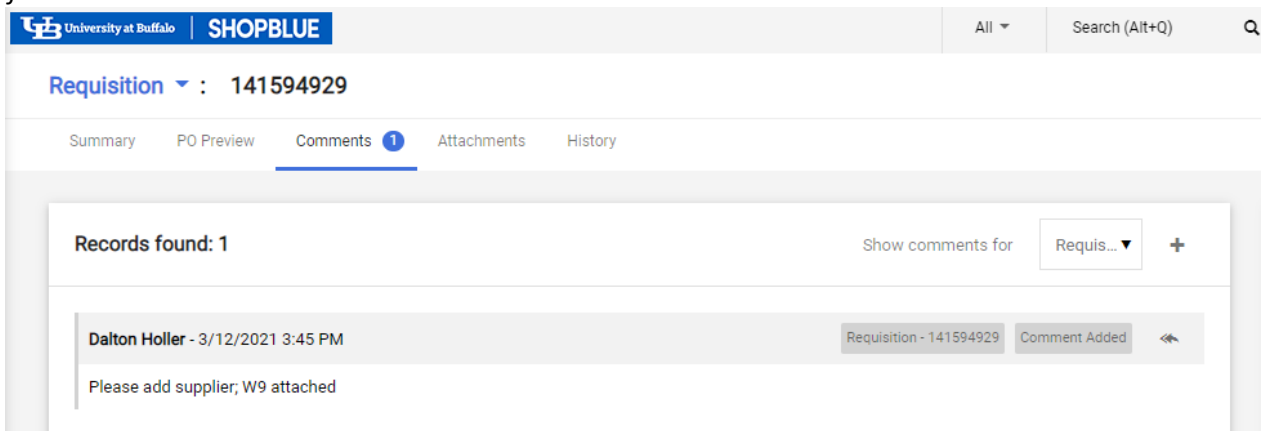 y
UB University at Buffalo | SHOPBLUE All Search (Alt+Q)
Requisition : 141594929
Summary PO Preview Comments 1 Attachments History
Records found: 1 Show comments for Requis... +
Dalton Holler - 3/12/2021 3:45 PM Requisition - 141594929 Comment Added
Please add supplier; W9 attached